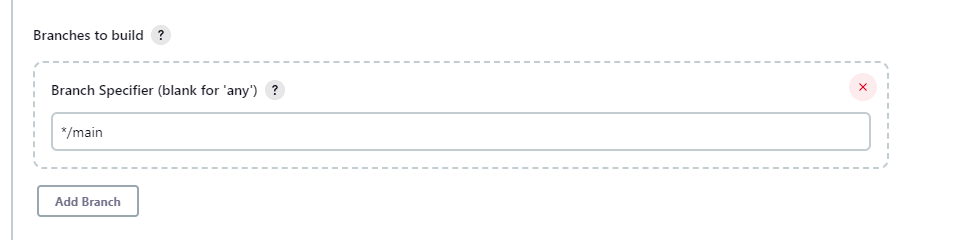 Branches to build ?
Branch Specifier (blank for 'any') ?
*/main
Add Branch